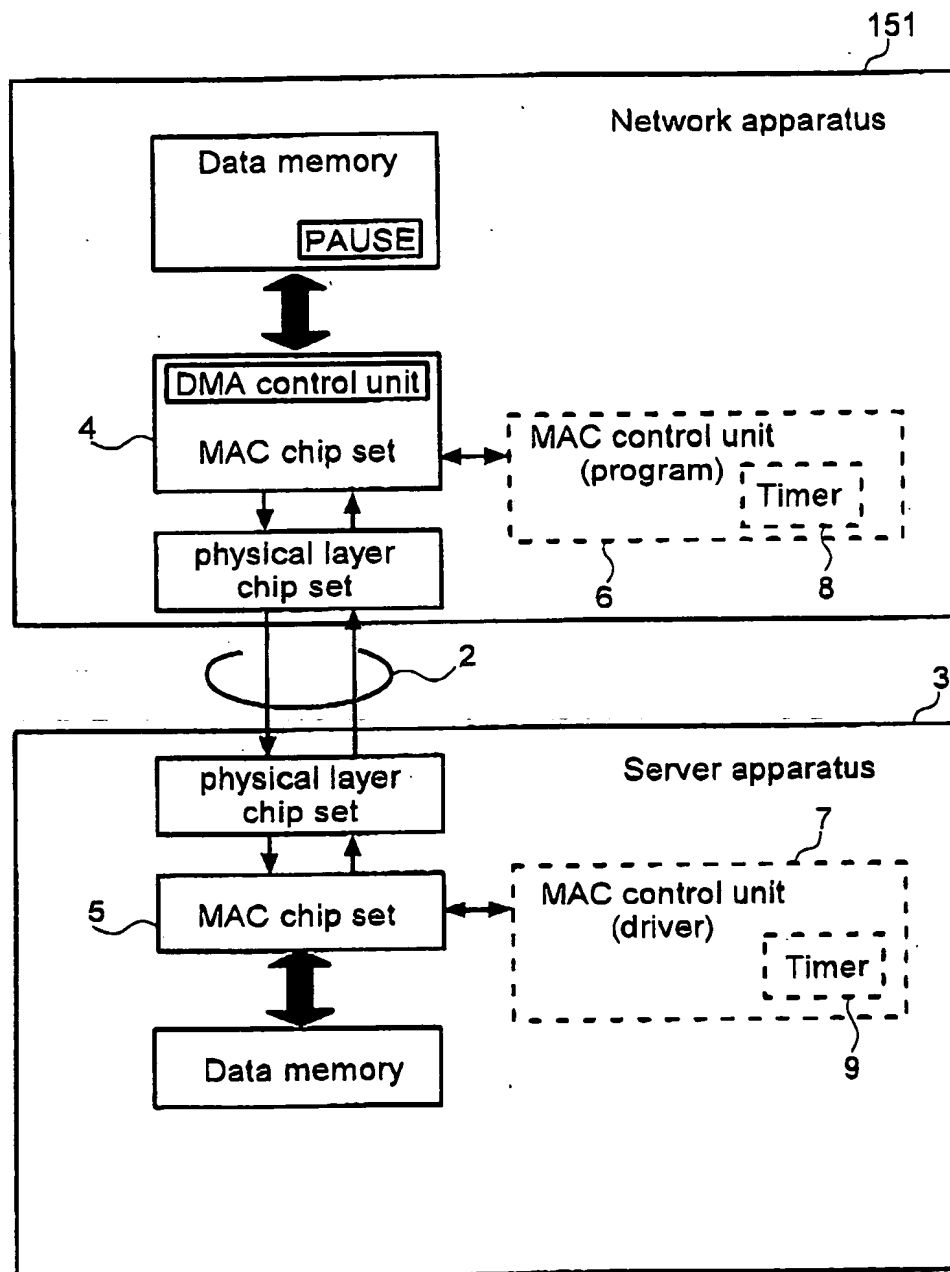 151
Network apparatus
Data memory
PAUSE
DMA control unit
4
MAC chip set
MAC control unit
(program)
Timer
physical layer
chip set
6
8
2
3
physical layer
chip set
Server apparatus
7
5
MAC chip set
MAC control unit
(driver)
Timer
Data memory
9